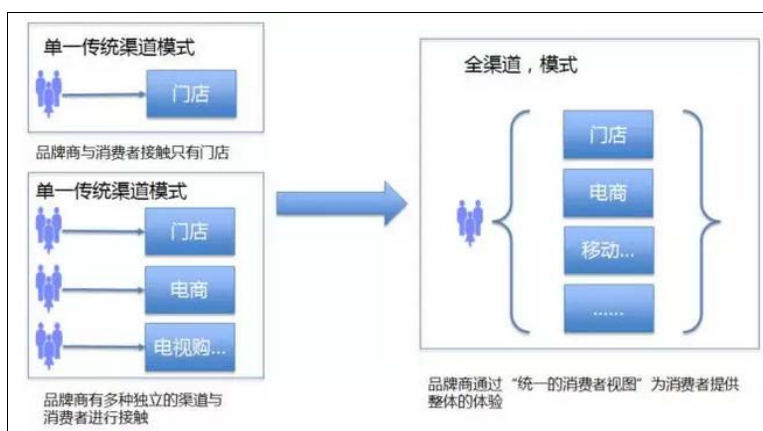 单一传统渠道模式
门店
品牌商与消费者接触只有门店
单一传统渠道模式
门店
电商
电视购...
品牌商有多种独立的渠道与
消费者进行接触
全渠道，模式
门店
电商
移动...
......
品牌商通过“统一的消费者视图”为消费者提供
整体的体验